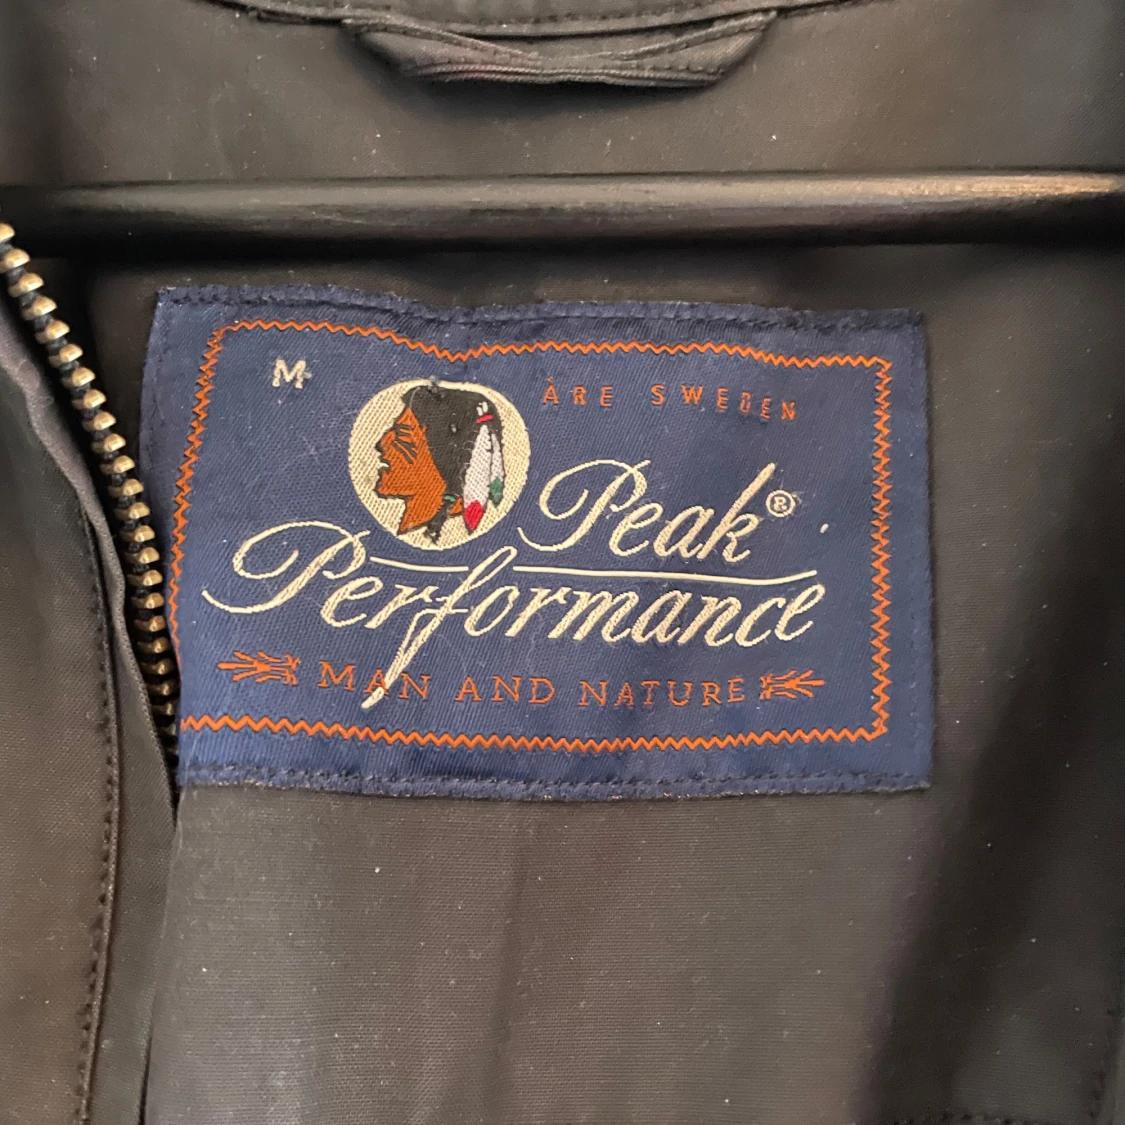 M
ÅRE SWEDEN
Peak®
Performance
MAN AND NATURE